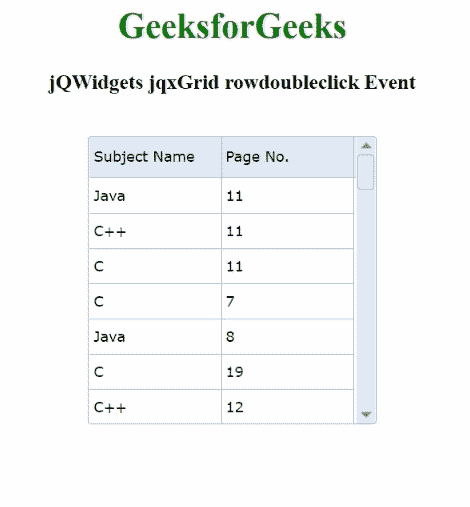 GeeksforGeeks
jQWidgets jqxGrid rowdoubleclick Event
Subject Name Page No.
Java 11
C++ 11
C 11
C 7
Java 8
C 19
C++ 12